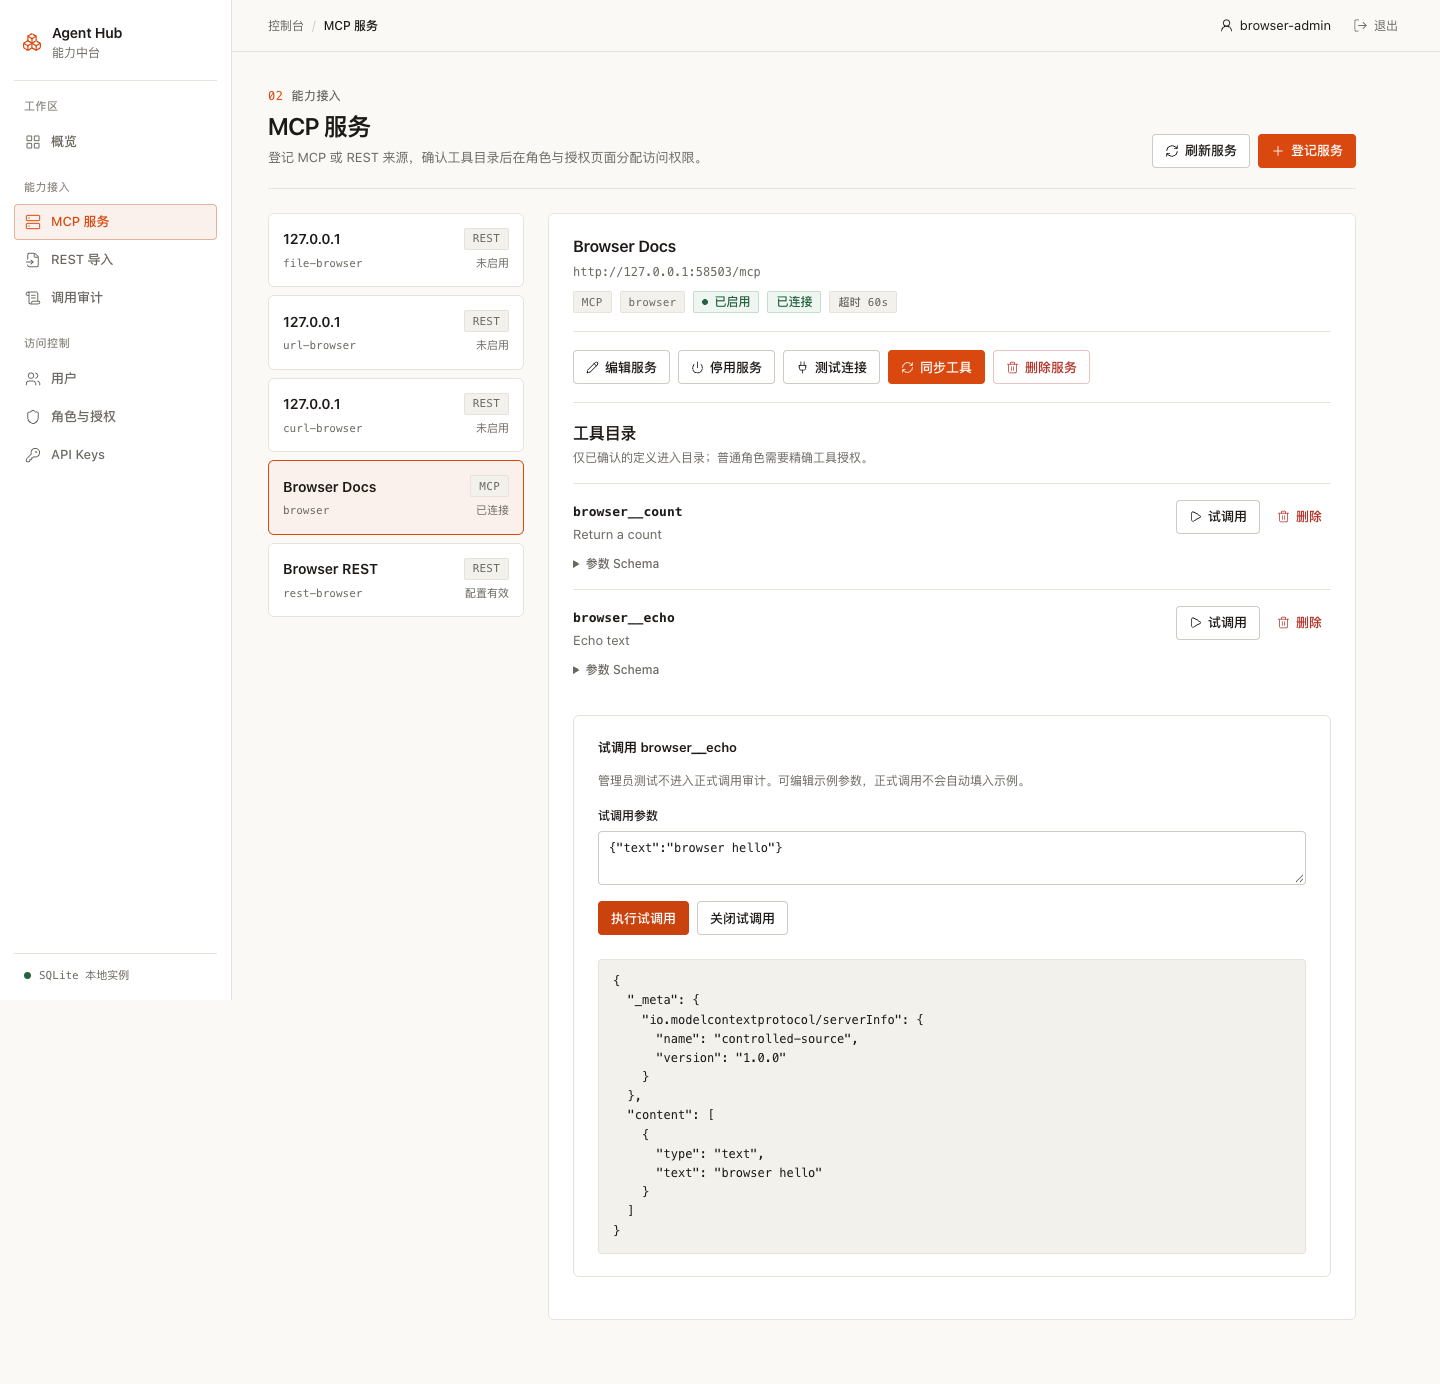 Agent Hub
能力中台
工作区
概览
能力接入
MCP 服务
REST 导入
调用审计
访问控制
用户
角色与授权
API Keys
SQLite 本地实例
控制台 / MCP 服务
browser-admin
退出
02 能力接入
MCP 服务
登记 MCP 或 REST 来源，确认工具目录后在角色与授权页面分配访问权限。
刷新服务
登记服务
127.0.0.1 REST
file-browser 未启用
127.0.0.1 REST
url-browser 未启用
127.0.0.1 REST
curl-browser 未启用
Browser Docs MCP
browser 已连接
Browser REST REST
rest-browser 配置有效
Browser Docs
http://127.0.0.1:58503/mcp
MCP browser 已启用 已连接 超时 60s
编辑服务 停用服务 测试连接 同步工具 删除服务
工具目录
仅已确认的定义进入目录；普通角色需要精确工具授权。
browser__count
Return a count
参数 Schema
试调用 删除
browser__echo
Echo text
参数 Schema
试调用 删除
试调用 browser__echo
管理员测试不进入正式调用审计。可编辑示例参数，正式调用不会自动填入示例。
试调用参数
{"text":"browser hello"}
执行试调用 关闭试调用
{
"_meta": {
"io.modelcontextprotocol/serverInfo": {
"name": "controlled-source",
"version": "1.0.0"
}
},
"content": [
{
"type": "text",
"text": "browser hello"
}
]
}